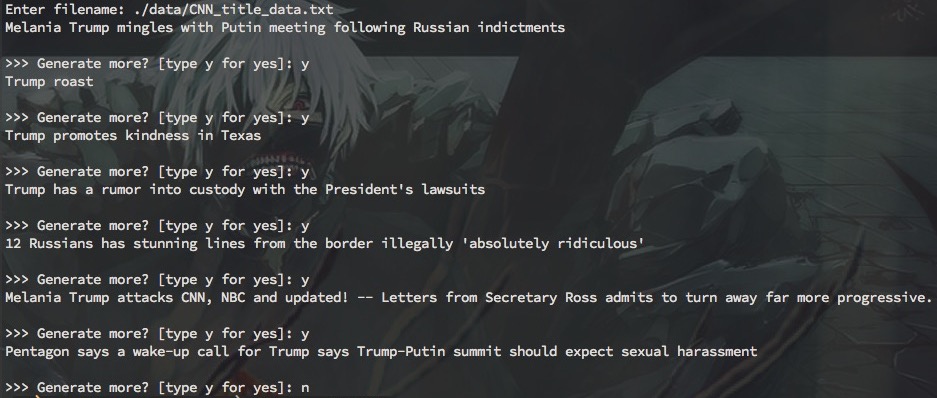 Enter filename: ./data/CNN_title_data.txt
Melania Trump mingles with Putin meeting following Russian indictments
>>> Generate more? [type y for yes]: y
Trump roast
>>> Generate more? [type y for yes]: y
Trump promotes kindness in Texas
>>> Generate more? [type y for yes]: y
Trump has a rumor into custody with the President's lawsuits
>>> Generate more? [type y for yes]: y
12 Russians has stunning lines from the border illegally 'absolutely ridiculous'
>>> Generate more? [type y for yes]: y
Melania Trump attacks CNN, NBC and updated! -- Letters from Secretary Ross admits to turn away far more progressive.
>>> Generate more? [type y for yes]: y
Pentagon says a wake-up call for Trump says Trump-Putin summit should expect sexual harassment
>>> Generate more? [type y for yes]: n